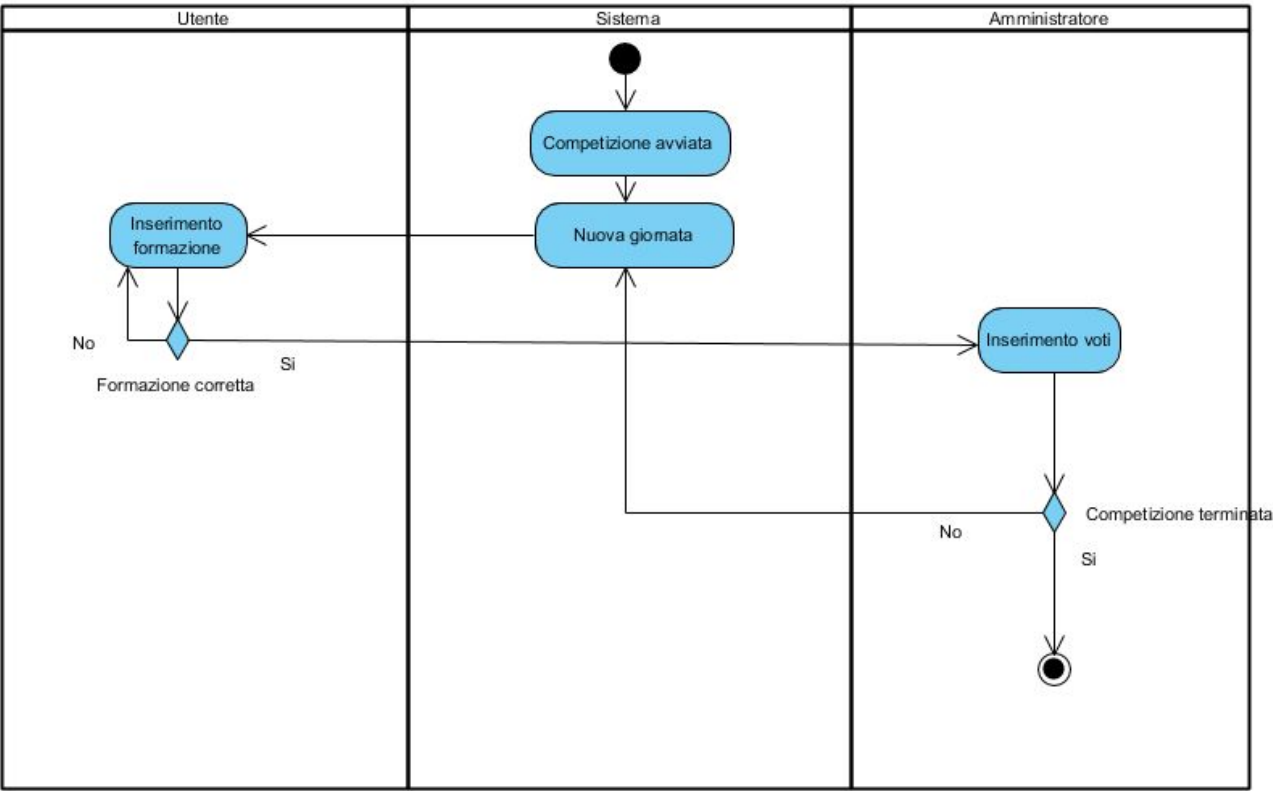 Utente
Sistema
Amministratore
Competizione avviata
Inserimento
formazione
Nuova giornata
No
Si
Formazione corretta
Inserimento voti
No
Competizione terminata
Si